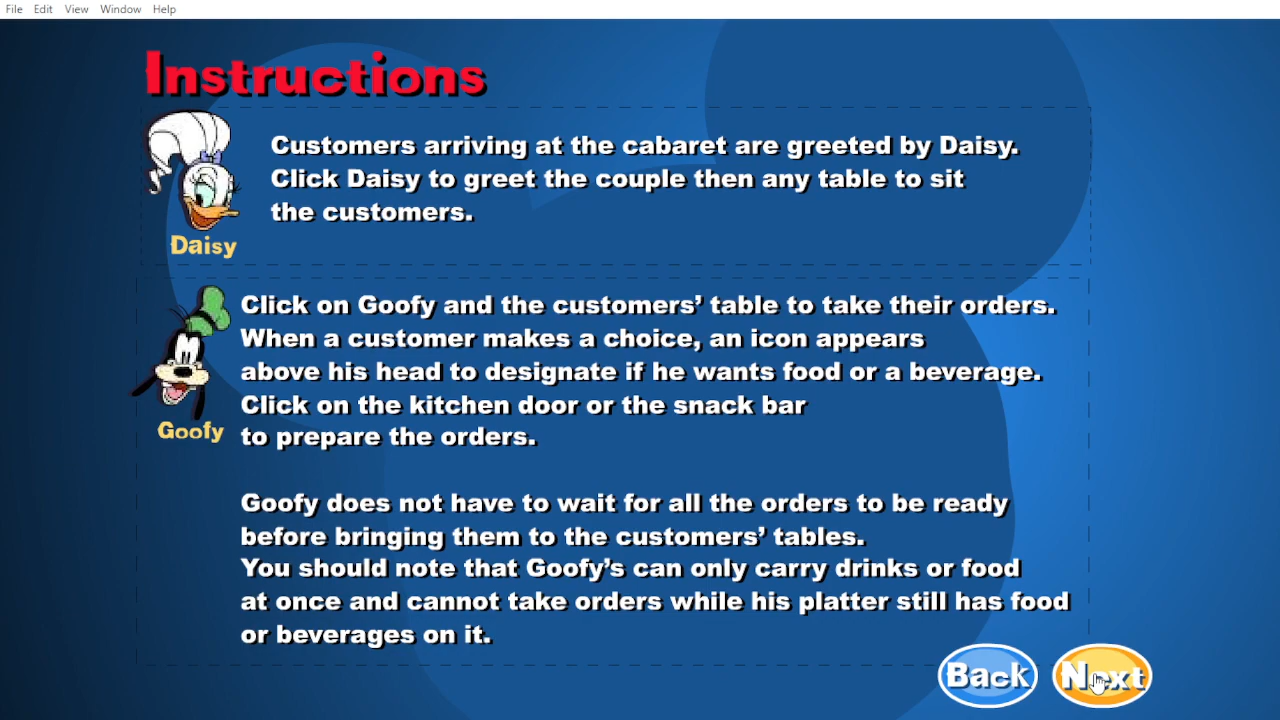 File Edit View Window Help
Instructions
Customers arriving at the cabaret are greeted by Daisy.
Click Daisy to greet the couple then any table to sit
the customers.
Daisy
Click on Goofy and the customers’ table to take their orders.
When a customer makes a choice, an icon appears
above his head to designate if he wants food or a beverage.
Click on the kitchen door or the snack bar
to prepare the orders.
Goofy
Goofy does not have to wait for all the orders to be ready
before bringing them to the customers’ tables.
You should note that Goofy’s can only carry drinks or food
at once and cannot take orders while his platter still has food
or beverages on it.
Back Next